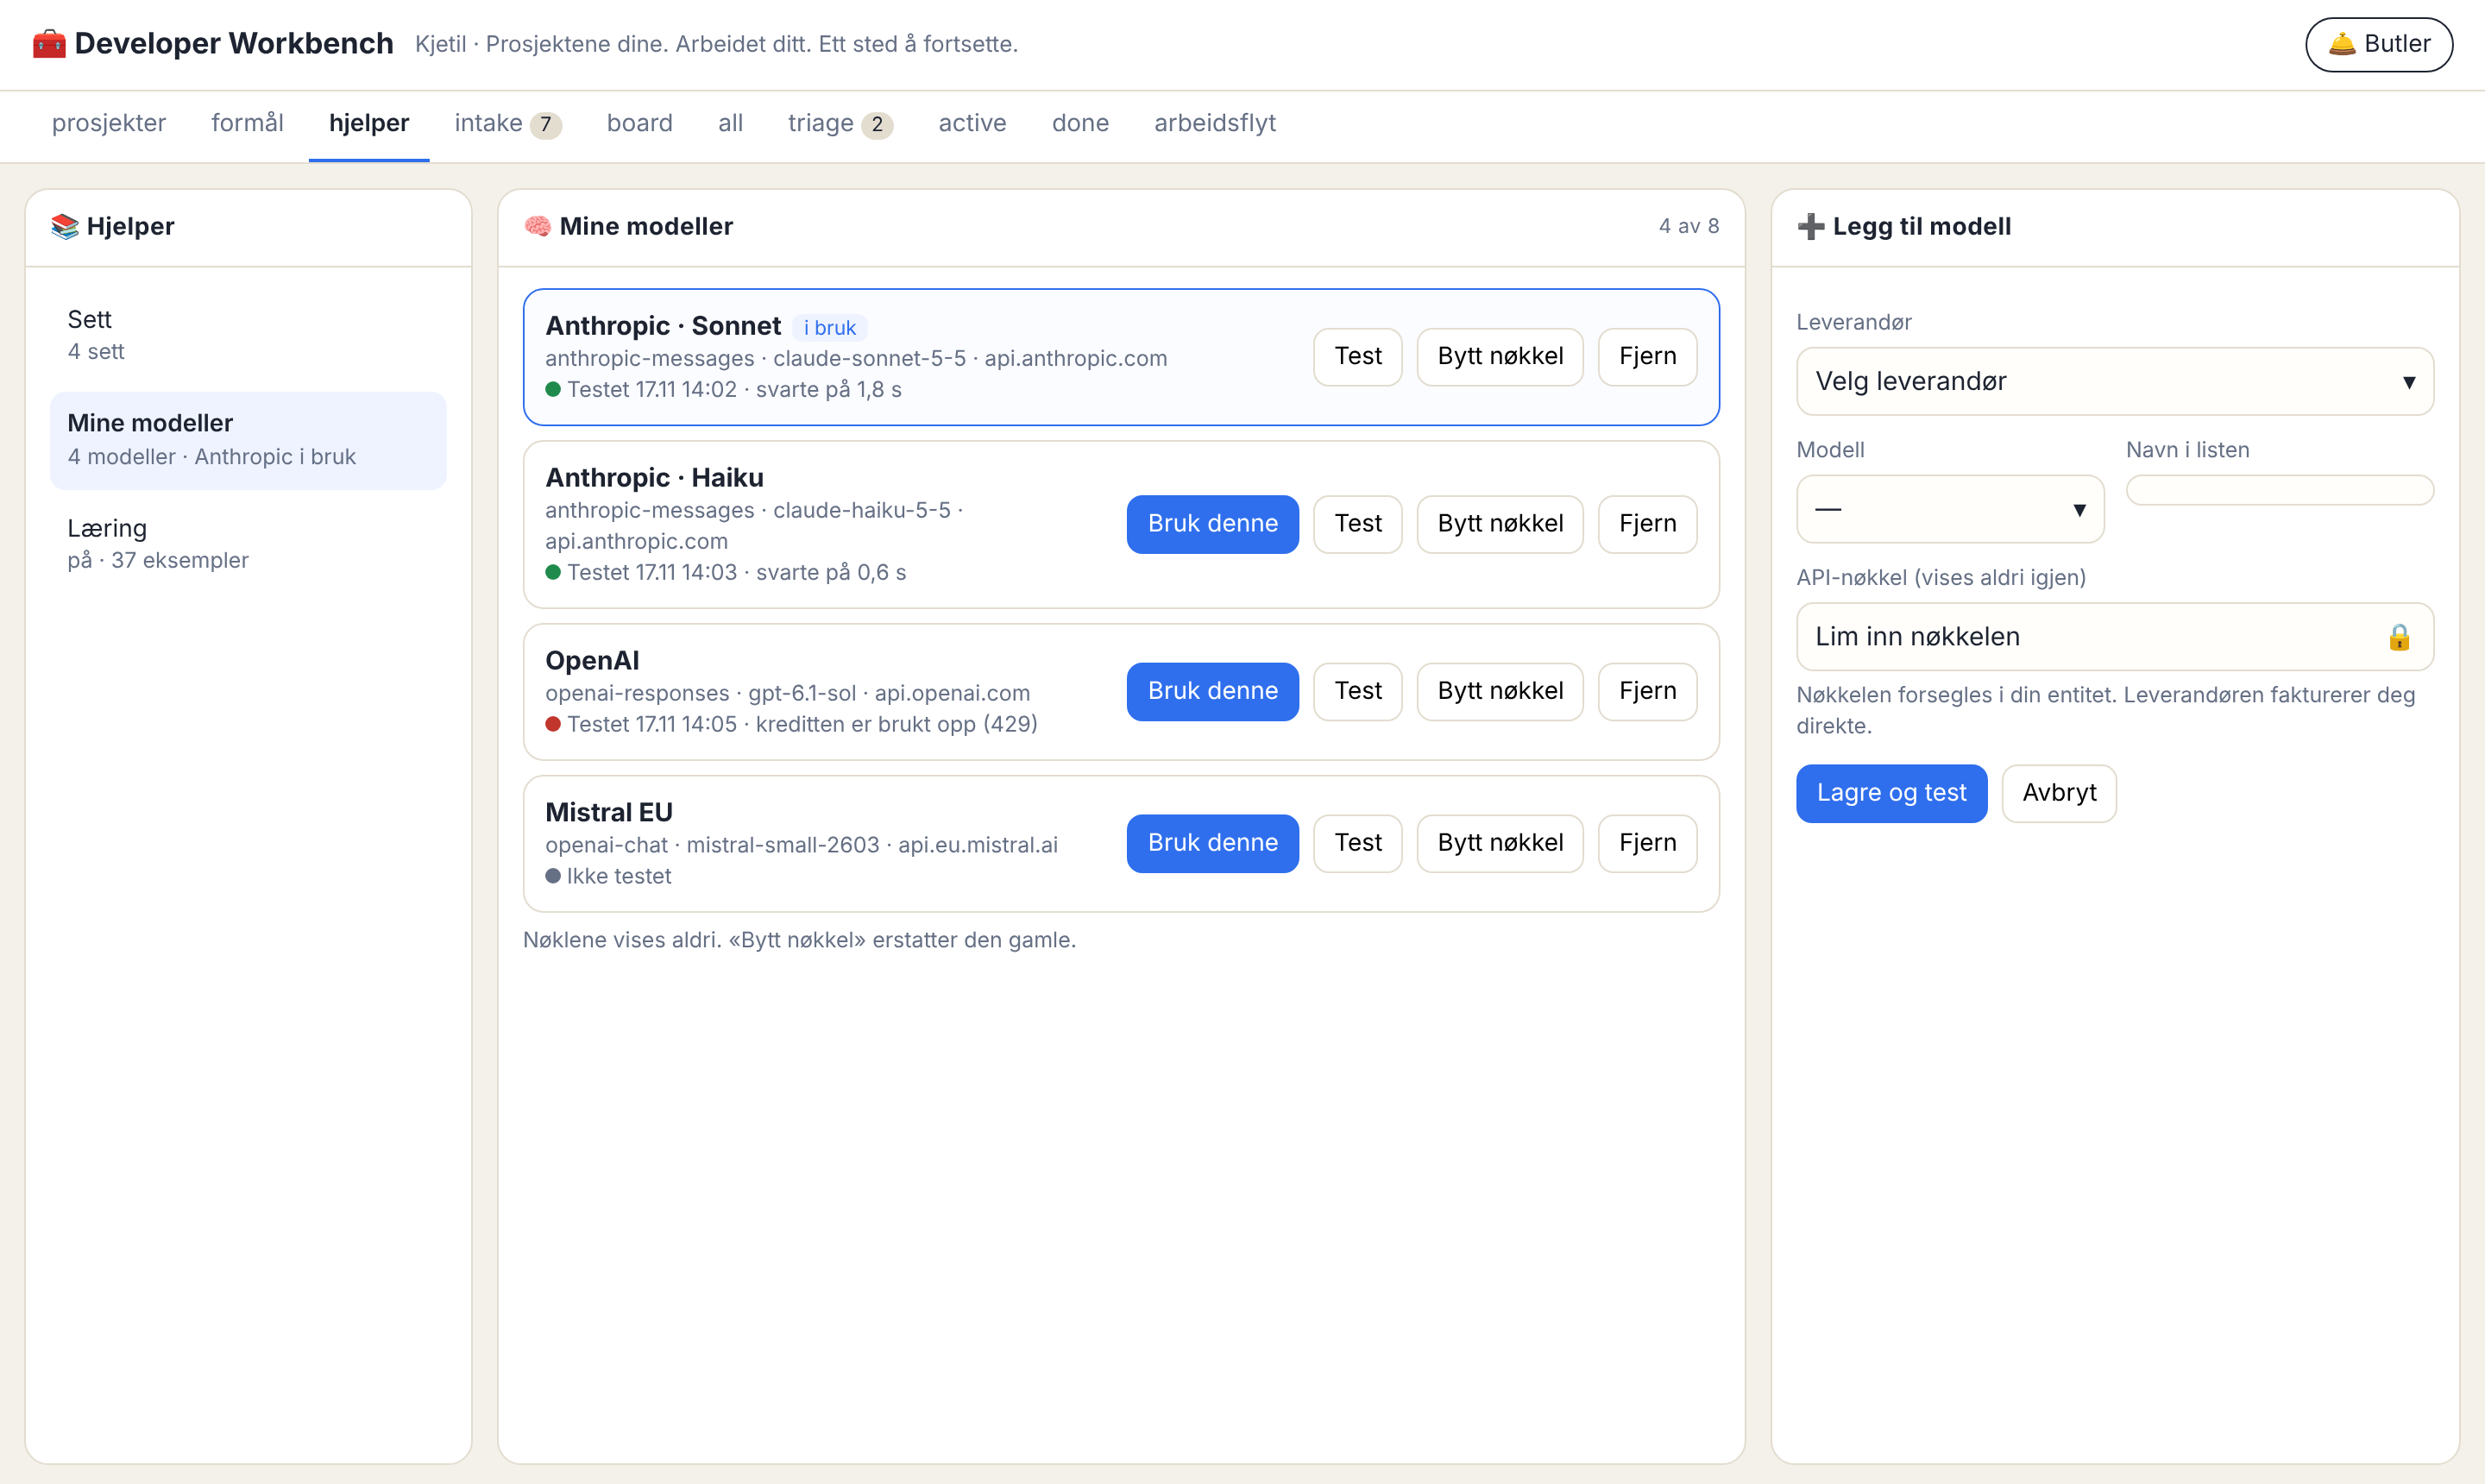 🧰 Developer Workbench
Kjetil · Prosjektene dine. Arbeidet ditt. Ett sted å fortsette.
🛎️ Butler
prosjekter
formål
hjelper
intake 7
board
all
triage 2
active
done
arbeidsflyt
📚 Hjelper
Sett
4 sett
Mine modeller
4 modeller · Anthropic i bruk
Læring
på · 37 eksempler
🧠 Mine modeller
4 av 8
Anthropic · Sonnet i bruk
anthropic-messages · claude-sonnet-5-5 · api.anthropic.com
Testet 17.11 14:02 · svarte på 1,8 s
Test
Bytt nøkkel
Fjern
Anthropic · Haiku
anthropic-messages · claude-haiku-5-5 ·
api.anthropic.com
Testet 17.11 14:03 · svarte på 0,6 s
Bruk denne
Test
Bytt nøkkel
Fjern
OpenAI
openai-responses · gpt-6.1-sol · api.openai.com
Testet 17.11 14:05 · kreditten er brukt opp (429)
Bruk denne
Test
Bytt nøkkel
Fjern
Mistral EU
openai-chat · mistral-small-2603 · api.eu.mistral.ai
Ikke testet
Bruk denne
Test
Bytt nøkkel
Fjern
Nøklene vises aldri. «Bytt nøkkel» erstatter den gamle.
➕ Legg til modell
Leverandør
Velg leverandør ▾
Modell
— ▾
Navn i listen
API-nøkkel (vises aldri igjen)
Lim inn nøkkelen 🔒
Nøkkelen forsegles i din entitet. Leverandøren fakturerer deg
direkte.
Lagre og test
Avbryt